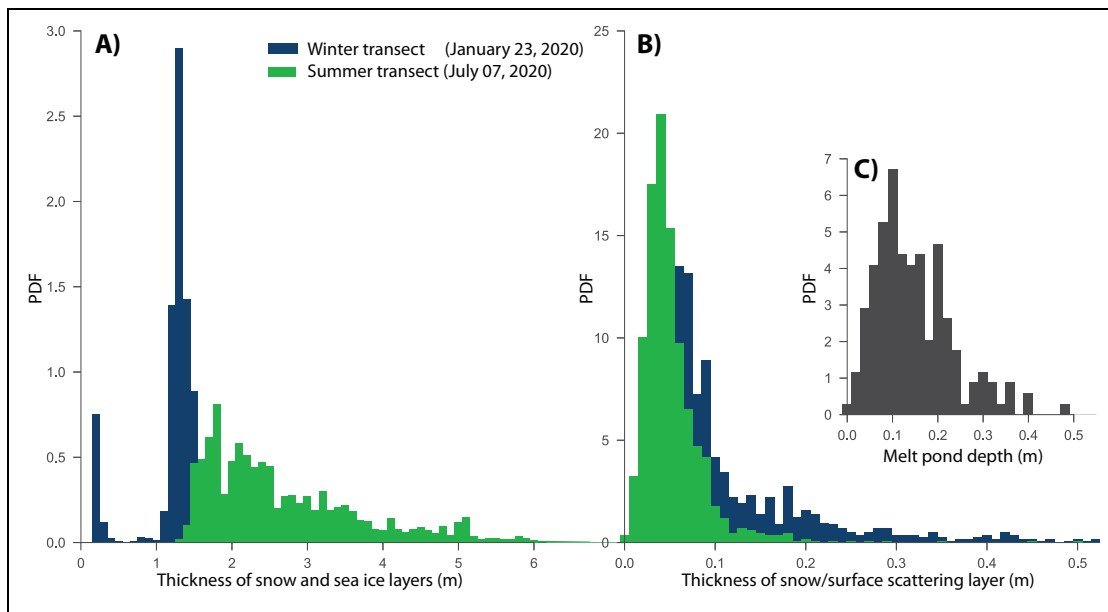 A)
Winter transect (January 23, 2020)
Summer transect (July 07, 2020)
3.0
2.5
2.0
1.5
1.0
0.5
0.0
PDF
0 1 2 3 4 5 6
Thickness of snow and sea ice layers (m)
B)
25
20
15
10
5
0
PDF
0.0 0.1 0.2 0.3 0.4 0.5
Thickness of snow/surface scattering layer (m)
C)
7
6
5
4
3
2
1
0
PDF
0.0 0.1 0.2 0.3 0.4 0.5
Melt pond depth (m)